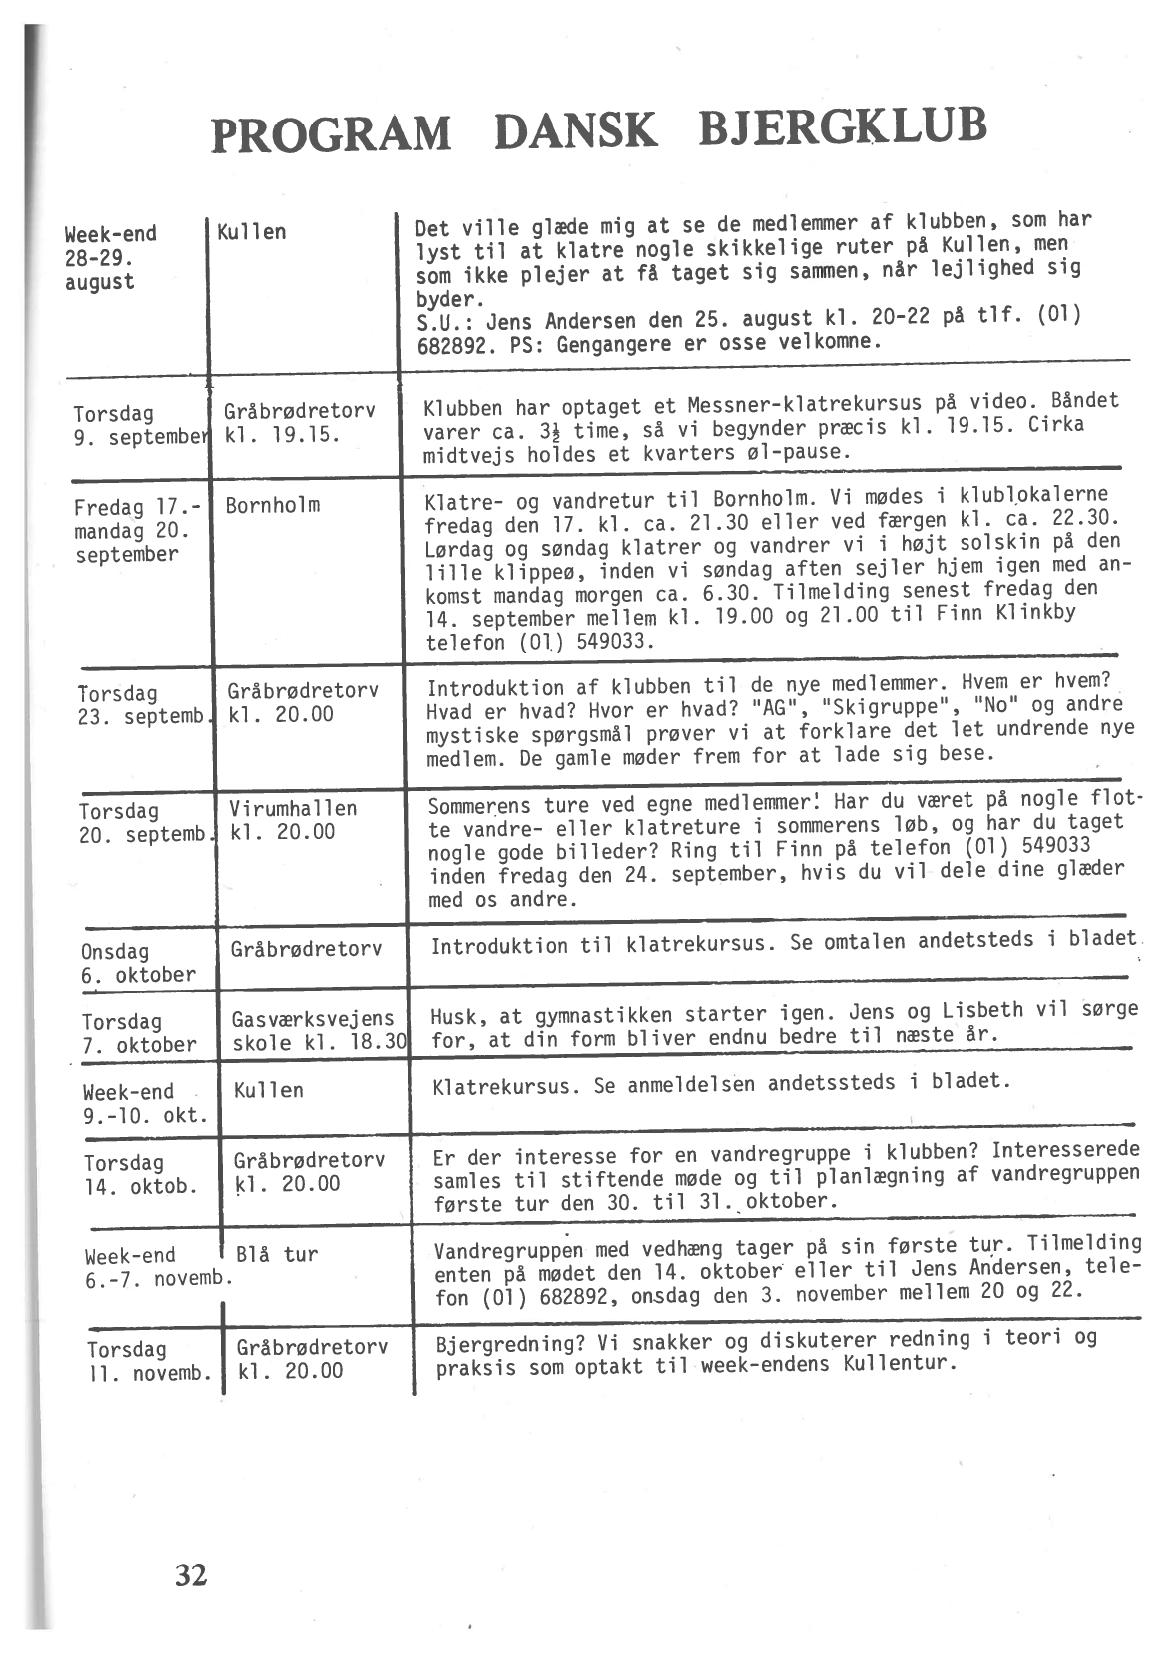 PROGRAM DANSK BJERGKLUB
Week-end
28-29.
august
Kullen
Det ville glæde mig at se de medlemmer af klubben, som har
lyst til at klatre nogle skikkelige ruter på Kullen, men
som ikke plejer at få taget sig sammen, når lejlighed sig
byder.
S.U.: Jens Andersen den 25. august kl. 20-22 på tlf. (01)
682892. PS: Gengangere er osse velkomne.
Torsdag
9. september
Gråbrødretorv
kl. 19.15.
Klubben har optaget et Messner-klatrekursus på video. Båndet
varer ca. 3½ time, så vi begynder præcis kl. 19.15. Cirka
midtvejs holdes et kvarters øl-pause.
Fredag 17.-
mandag 20.
september
Bornholm
Klatre- og vandretur til Bornholm. Vi mødes i klublokalerne
fredag den 17. kl. ca. 21.30 eller ved færgen kl. ca. 22.30.
Lørdag og søndag klatrer og vandrer vi i højt solskin på den
lille klippeø, inden vi søndag aften sejler hjem igen med an-
komst mandag morgen ca. 6.30. Tilmelding senest fredag den
14. september mellem kl. 19.00 og 21.00 til Finn Klinkby
telefon (01) 549033.
Torsdag
23. septemb.
Gråbrødretorv
kl. 20.00
Introduktion af klubben til de nye medlemmer. Hvem er hvem?
Hvad er hvad? Hvor er hvad? "AG", "Skigruppe", "No" og andre
mystiske spørgsmål prøver vi at forklare det let undrende nye
medlem. De gamle møder frem for at lade sig bese.
Torsdag
20. septemb.
Virumhallen
kl. 20.00
Sommerens ture ved egne medlemmer! Har du været på nogle flot-
te vandre- eller klatreture i sommerens løb, og har du taget
nogle gode billeder? Ring til Finn på telefon (01) 549033
inden fredag den 24. september, hvis du vil dele dine glæder
med os andre.
Onsdag
6. oktober
Gråbrødretorv
Introduktion til klatrekursus. Se omtalen andetsteds i bladet.
Torsdag
7. oktober
Gasværksvejens
skole kl. 18.30
Husk, at gymnastikken starter igen. Jens og Lisbeth vil sørge
for, at din form bliver endnu bedre til næste år.
Week-end
9.-10. okt.
Kullen
Klatrekursus. Se anmeldelsen andetssteds i bladet.
Torsdag
14. oktob.
Gråbrødretorv
kl. 20.00
Er der interesse for en vandregruppe i klubben? Interesserede
samles til stiftende møde og til planlægning af vandregruppen
første tur den 30. til 31. oktober.
Week-end
6.-7. novemb.
Blå tur
Vandregruppen med vedhæng tager på sin første tur. Tilmelding
enten på mødet den 14. oktober eller til Jens Andersen, tele-
fon (01) 682892, onsdag den 3. november mellem 20 og 22.
Torsdag
11. novemb.
Gråbrødretorv
kl. 20.00
Bjergredning? Vi snakker og diskuterer redning i teori og
praksis som optakt til week-endens Kullentur.
32